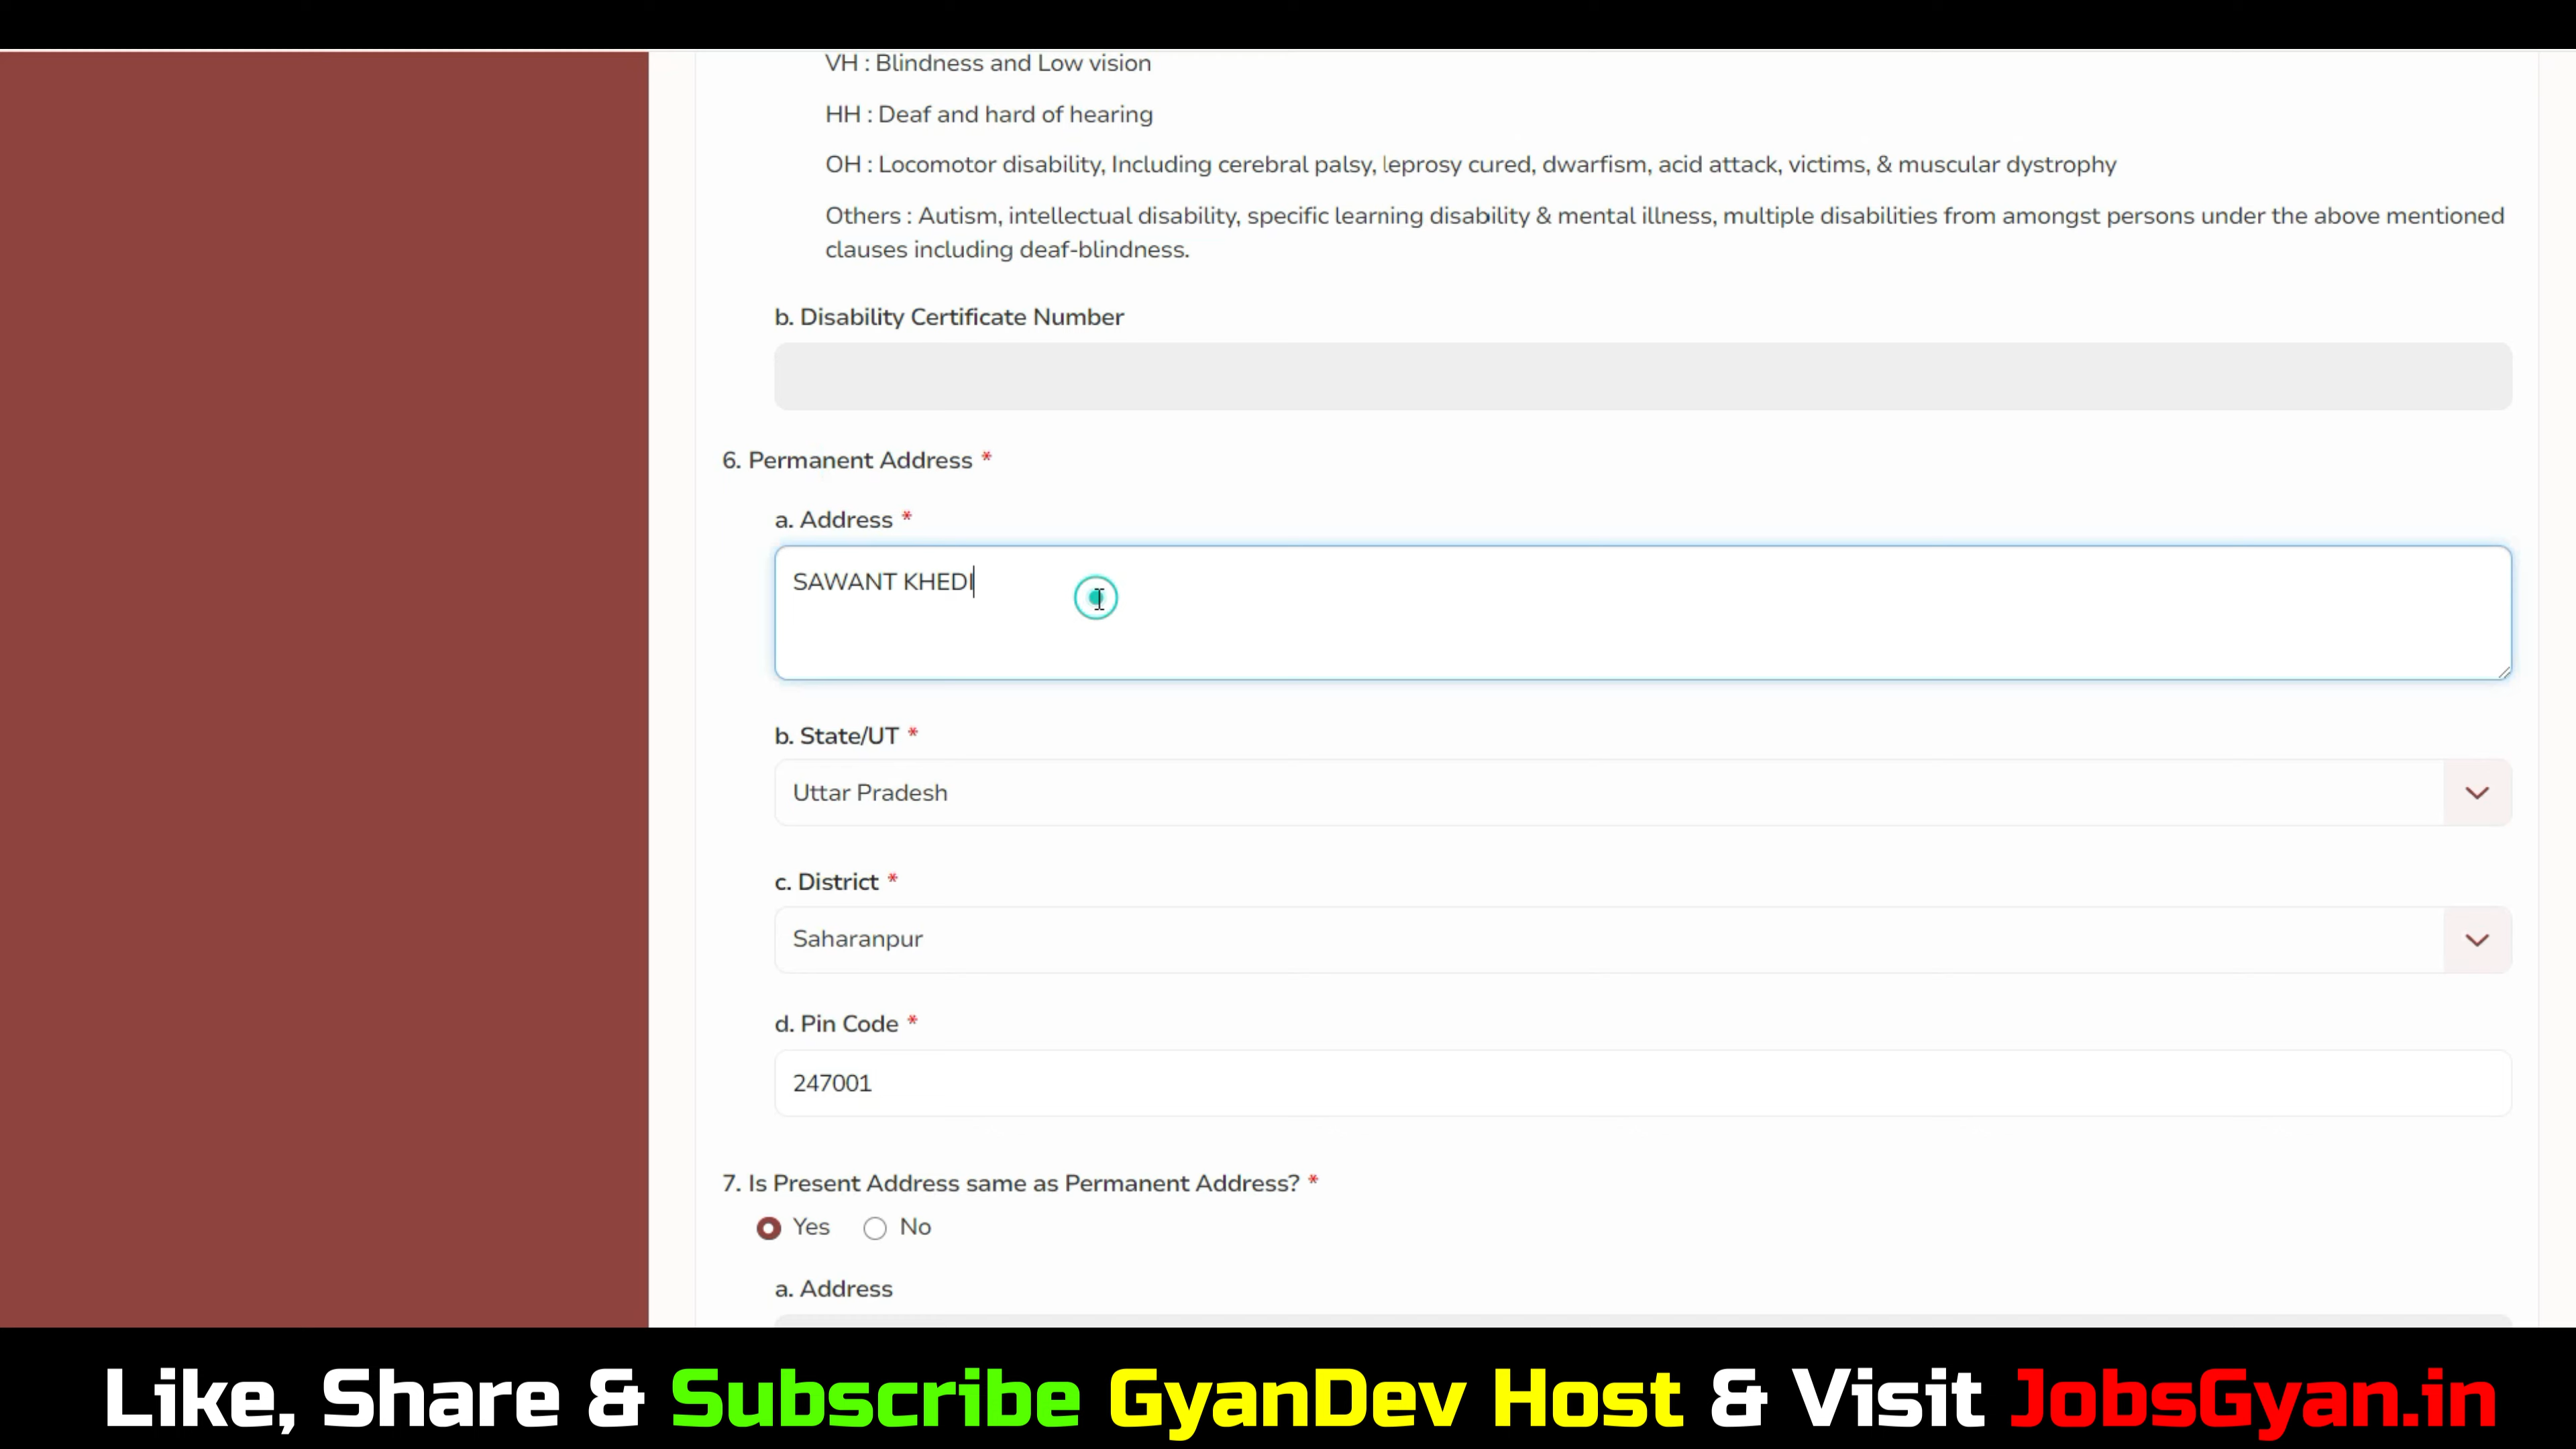 VH : Blindness and Low vision
HH : Deaf and hard of hearing
OH : Locomotor disability, Including cerebral palsy, leprosy cured, dwarfism, acid attack, victims, & muscular dystrophy
Others : Autism, intellectual disability, specific learning disability & mental illness, multiple disabilities from amongst persons under the above mentioned
clauses including deaf-blindness.
b. Disability Certificate Number
6. Permanent Address *
a. Address *
SAWANT KHEDI
b. State/UT *
Uttar Pradesh
c. District *
Saharanpur
d. Pin Code *
247001
7. Is Present Address same as Permanent Address? *
Yes No
a. Address
Like, Share & Subscribe GyanDev Host & Visit JobsGyan.in